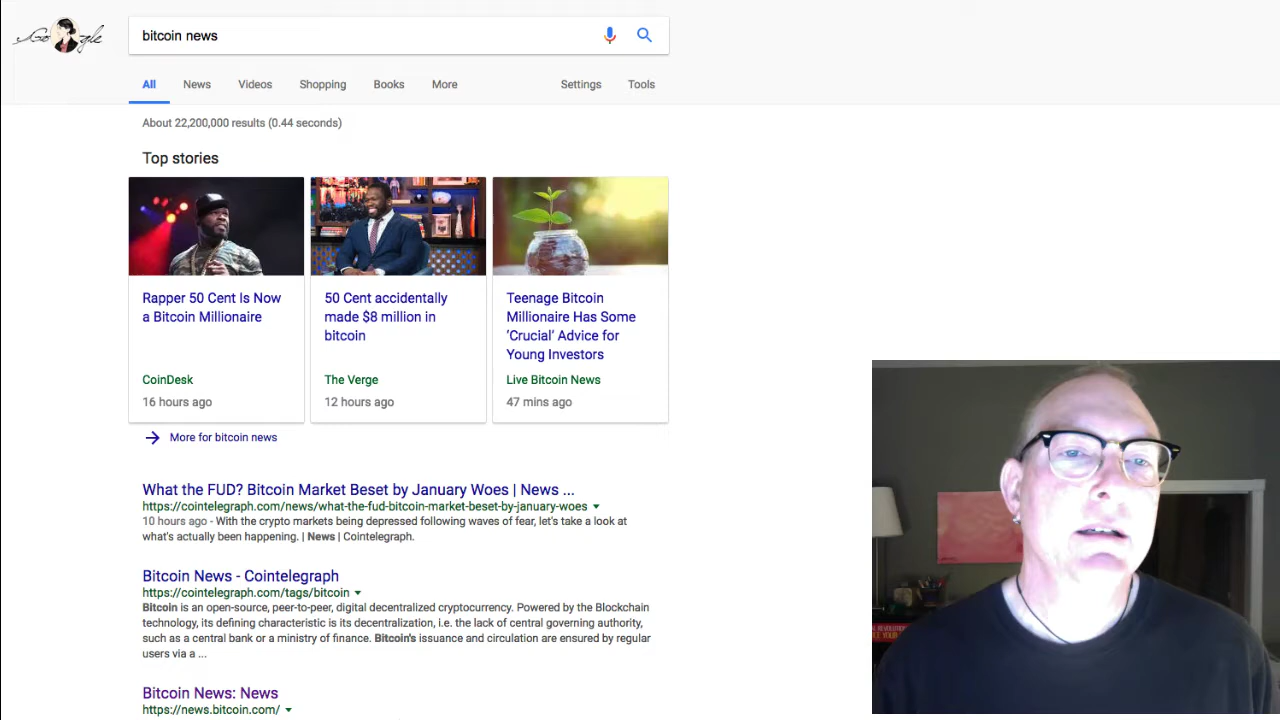 bitcoin news
All News Videos Shopping Books More Settings Tools
About 22,200,000 results (0.44 seconds)
Top stories
Rapper 50 Cent Is Now
a Bitcoin Millionaire
CoinDesk
16 hours ago
50 Cent accidentally
made $8 million in
bitcoin
The Verge
12 hours ago
Teenage Bitcoin
Millionaire Has Some
'Crucial' Advice for
Young Investors
Live Bitcoin News
47 mins ago
More for bitcoin news
What the FUD? Bitcoin Market Beset by January Woes | News ...
https://cointelegraph.com/news/what-the-fud-bitcoin-market-beset-by-january-woes
10 hours ago - With the crypto markets being depressed following waves of fear, let's take a look at
what's actually been happening. | News | Cointelegraph.
Bitcoin News - Cointelegraph
https://cointelegraph.com/tags/bitcoin
Bitcoin is an open-source, peer-to-peer, digital decentralized cryptocurrency. Powered by the Blockchain
technology, its defining characteristic is its decentralization, i.e. the lack of central governing authority,
such as a central bank or a ministry of finance. Bitcoin's issuance and circulation are ensured by regular
users via a ...
Bitcoin News: News
https://news.bitcoin.com/